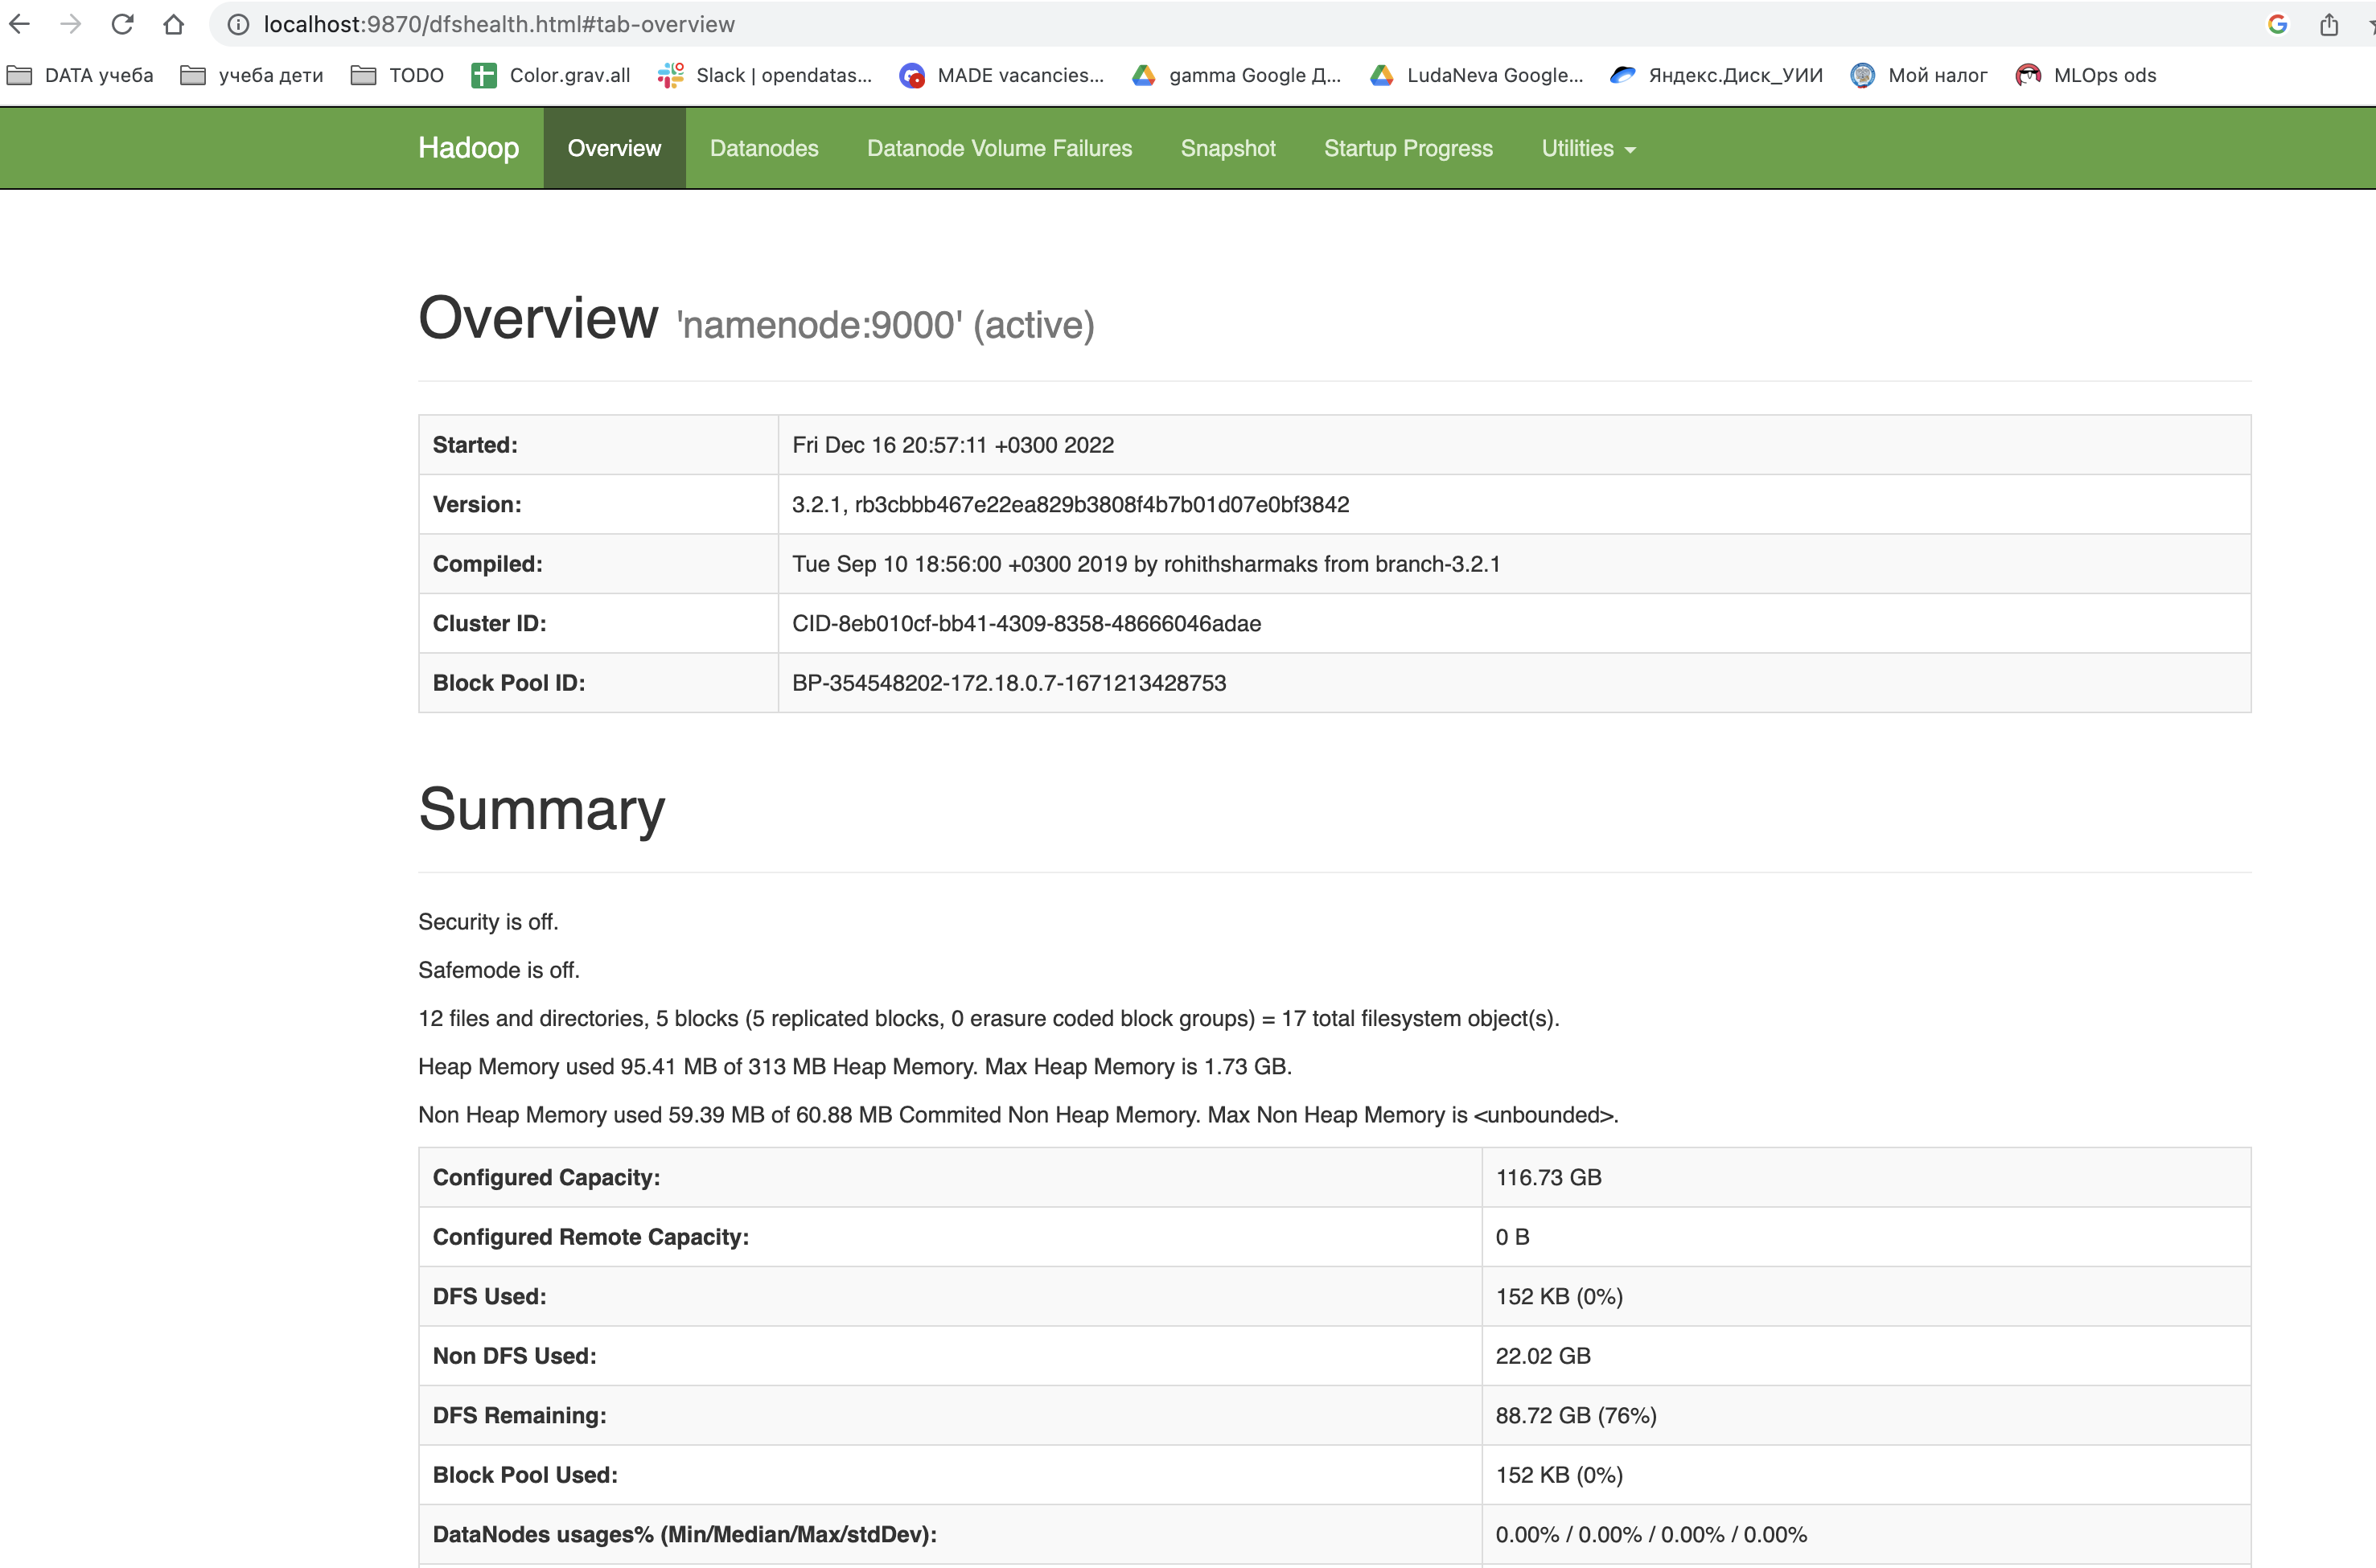 localhost:9870/dfshealth.html#tab-overview
DATA учеба учеба дети TODO Color.grav.all Slack | opendatas... MADE vacancies... gamma Google Д... LudaNeva Google... Яндекс.Диск_УИИ Мой налог MLOps ods
Hadoop Overview Datanodes Datanode Volume Failures Snapshot Startup Progress Utilities
Overview 'namenode:9000' (active)
Started: Fri Dec 16 20:57:11 +0300 2022
Version: 3.2.1, rb3cbbb467e22ea829b3808f4b7b01d07e0bf3842
Compiled: Tue Sep 10 18:56:00 +0300 2019 by rohithsharmaks from branch-3.2.1
Cluster ID: CID-8eb010cf-bb41-4309-8358-48666046adae
Block Pool ID: BP-354548202-172.18.0.7-1671213428753
Summary
Security is off.
Safemode is off.
12 files and directories, 5 blocks (5 replicated blocks, 0 erasure coded block groups) = 17 total filesystem object(s).
Heap Memory used 95.41 MB of 313 MB Heap Memory. Max Heap Memory is 1.73 GB.
Non Heap Memory used 59.39 MB of 60.88 MB Commited Non Heap Memory. Max Non Heap Memory is <unbounded>.
Configured Capacity: 116.73 GB
Configured Remote Capacity: 0 B
DFS Used: 152 KB (0%)
Non DFS Used: 22.02 GB
DFS Remaining: 88.72 GB (76%)
Block Pool Used: 152 KB (0%)
DataNodes usages% (Min/Median/Max/stdDev): 0.00% / 0.00% / 0.00% / 0.00%